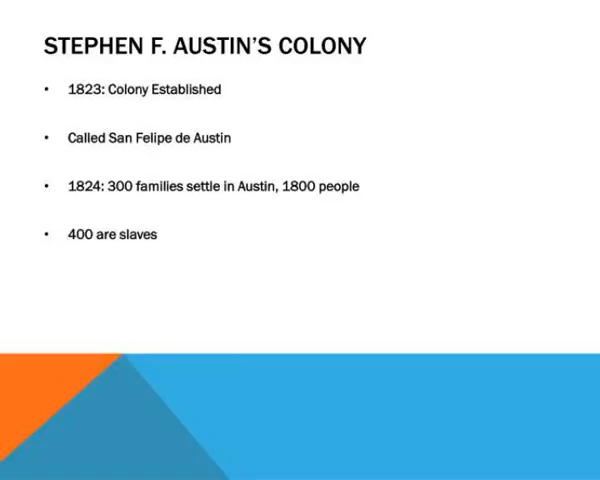 STEPHEN F. AUSTIN'S COLONY
• 1823: Colony Established
• Called San Felipe de Austin
• 1824: 300 families settle in Austin, 1800 people
• 400 are slaves